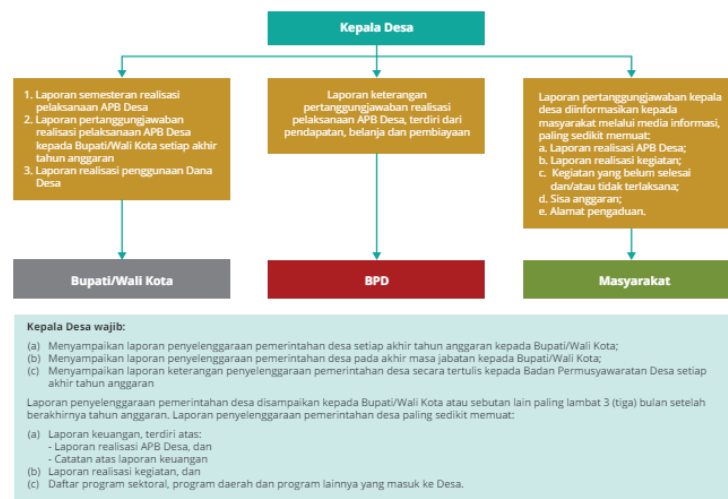 Kepala Desa
1. Laporan semesteran realisasi
pelaksanaan APB Desa
2. Laporan pertanggungjawaban
realisasi pelaksanaan APB Desa
kepada Bupati/Wali Kota setiap akhir
tahun anggaran
3. Laporan realisasi penggunaan Dana
Desa
Laporan keterangan
pertanggungjawaban realisasi
pelaksanaan APB Desa, terdiri dari
pendapatan, belanja dan pembiayaan
Laporan pertanggungjawaban kepala
desa diinformasikan kepada
masyarakat melalui media informasi,
paling sedikit memuat:
a. Laporan realisasi APB Desa;
b. Laporan realisasi kegiatan;
c. Kegiatan yang belum selesai
dan/atau tidak terlaksana;
d. Sisa anggaran;
e. Alamat pengaduan.
Bupati/Wali Kota
BPD
Masyarakat
Kepala Desa wajib:
(a) Menyampaikan laporan penyelenggaraan pemerintahan desa setiap akhir tahun anggaran kepada Bupati/Wali Kota;
(b) Menyampaikan laporan penyelenggaraan pemerintahan desa pada akhir masa jabatan kepada Bupati/Wali Kota;
(c) Menyampaikan laporan keterangan penyelenggaraan pemerintahan desa secara tertulis kepada Badan Permusyawaratan Desa setiap
akhir tahun anggaran
Laporan penyelenggaraan pemerintahan desa disampaikan kepada Bupati/Wali Kota atau sebutan lain paling lambat 3 (tiga) bulan setelah
berakhirnya tahun anggaran. Laporan penyelenggaraan pemerintahan desa paling sedikit memuat:
(a) Laporan keuangan, terdiri atas;
- Laporan realisasi APB Desa, dan
- Catatan atas laporan keuangan
(b) Laporan realisasi kegiatan, dan
(c) Daftar program sektoral, program daerah dan program lainnya yang masuk ke Desa.